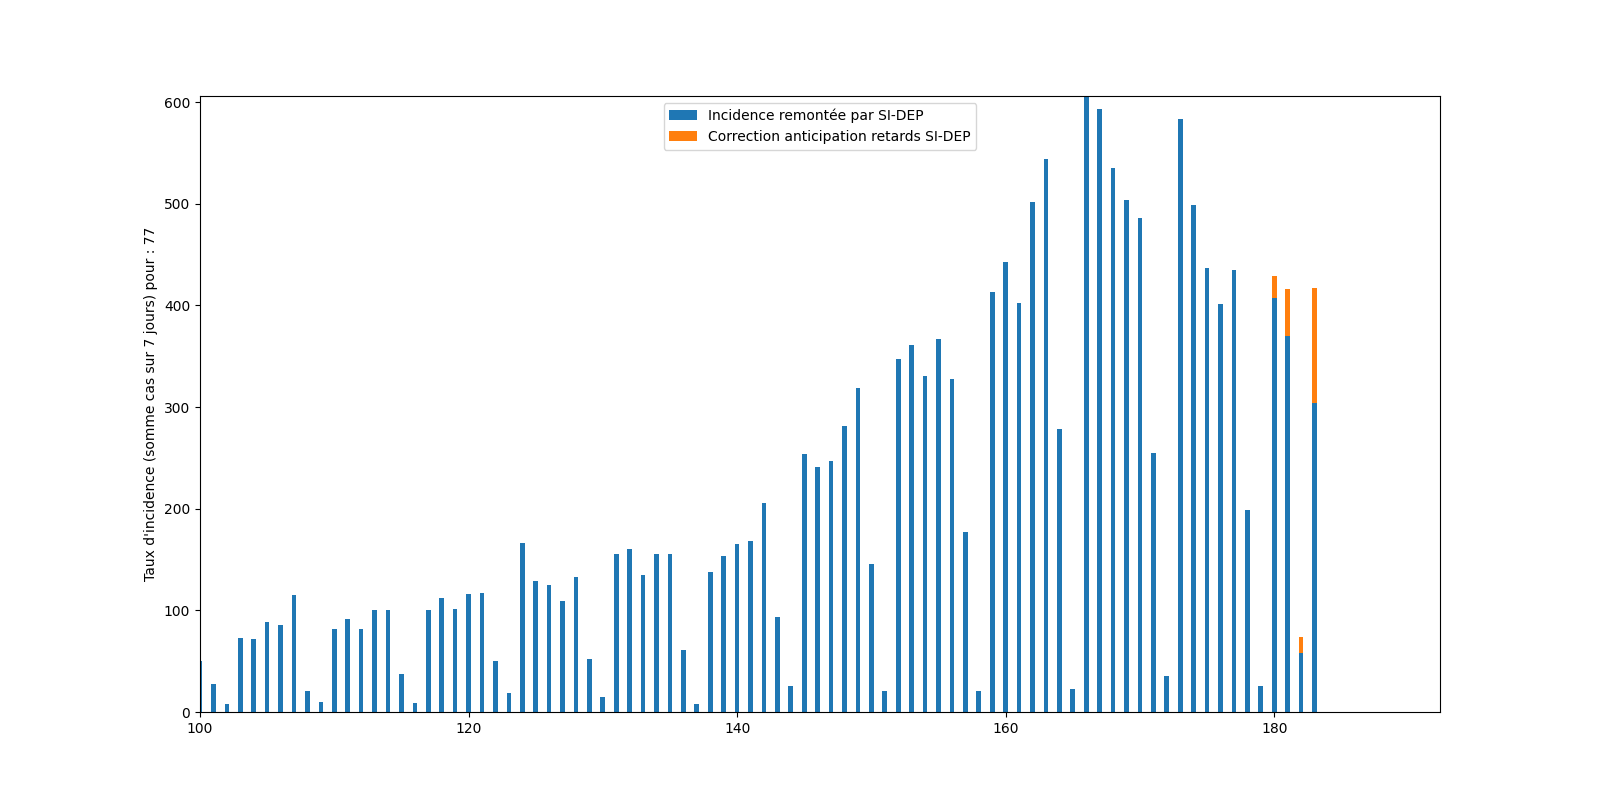 Incidence remontée par SI-DEP
Correction anticipation retards SI-DEP
Taux d'incidence (somme cas sur 7 jours) pour : 77
600
500
400
300
200
100
0
100 120 140 160 180